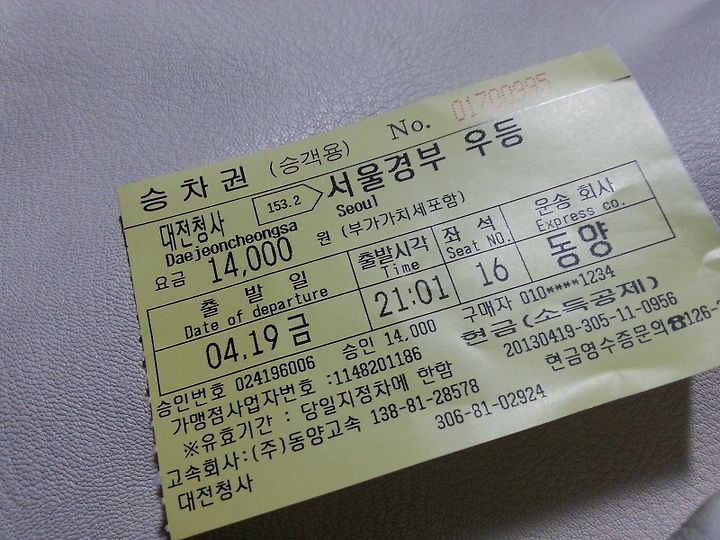 승차권 (승객용) No. 01700995
대전청사 153.2 서울경부 우등
Daejeoncheongsa Seoul
요금 14,000 원 (부가가치세포함)
출발일 출발시각 좌석 운송회사
Date of departure Time Seat NO. Express co.
04.19 금 21:01 16 동양
승인번호 024196006 승인 14,000 구매자 010****1234
가맹점사업자번호 :1148201186 현금(소득공제)
※유효기간 : 당일지정차에 한함 20130419-305-11-0956
고속회사:(주)동양고속 138-81-28578 현금영수증문의☎126-
대전청사 306-81-02924